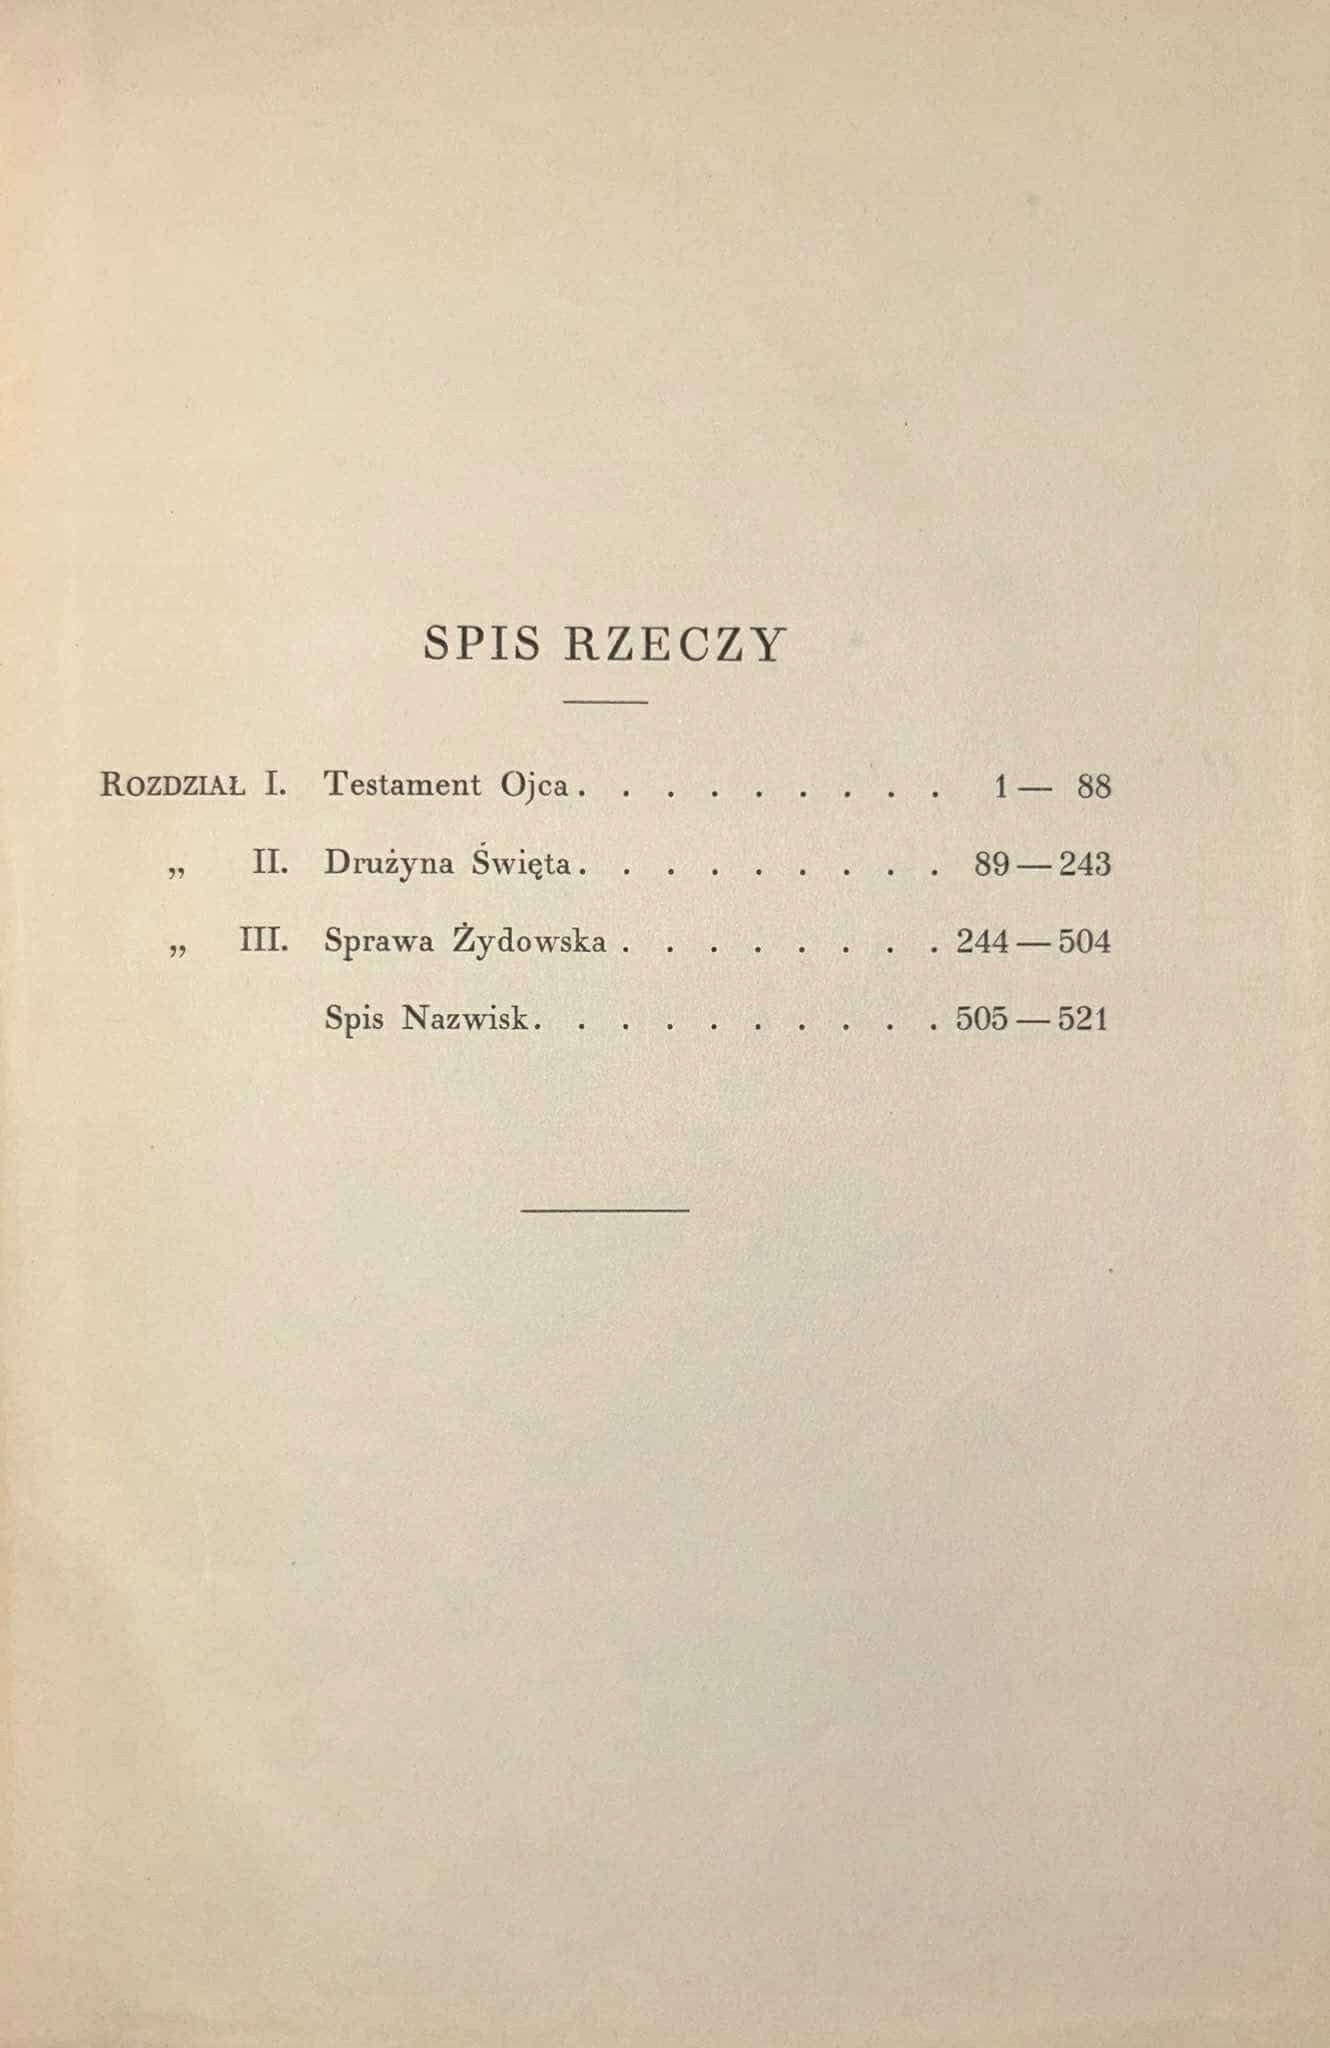 SPIS RZECZY
ROZDZIAŁ I. Testament Ojca . . . . . . . . . 1 — 88
„ II. Drużyna Święta . . . . . . . . . 89 — 243
„ III. Sprawa Żydowska . . . . . . . . 244 — 504
Spis Nazwisk . . . . . . . . . . 505 — 521